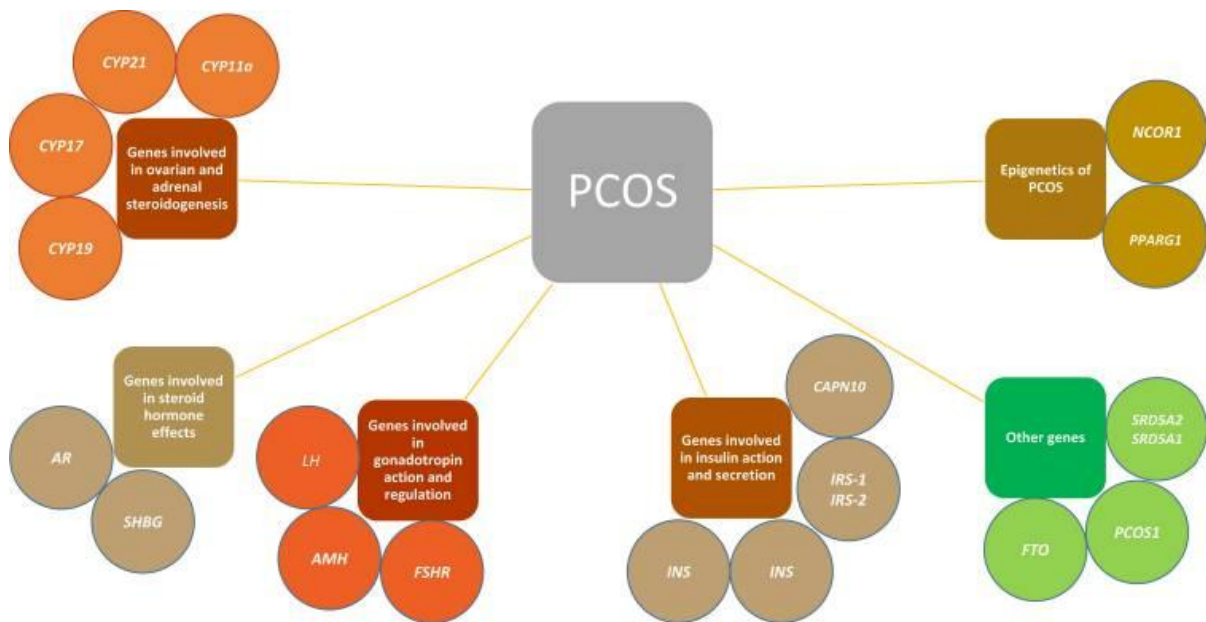 PCOS
CYP21
CYP11a
CYP17
CYP19
Genes involved
in ovarian and
adrenal
steroidogenesis
NCOR1
PPARG1
Epigenetics of
PCOS
Genes involved
in steroid
hormone
effects
AR
SHBG
Genes involved
in
gonadotropin
action and
regulation
LH
AMH
FSHR
Genes involved
in insulin action
and secretion
CAPN10
IRS-1
IRS-2
INS
INS
Other genes
SRD5A2
SRD5A1
PCOS1
FTO